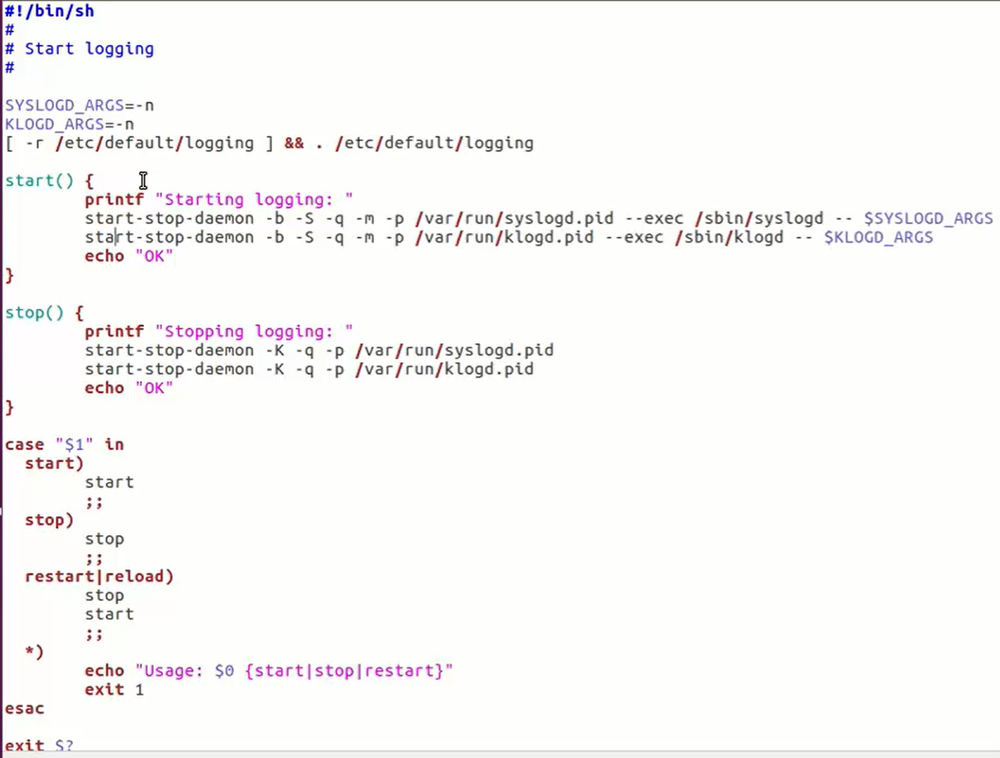 #!/bin/sh
#
# Start logging
#
SYSLOGD_ARGS=-n
KLOGD_ARGS=-n
[ -r /etc/default/logging ] && . /etc/default/logging
start() {
        printf "Starting logging: "
        start-stop-daemon -b -S -q -m -p /var/run/syslogd.pid --exec /sbin/syslogd -- $SYSLOGD_ARGS
        start-stop-daemon -b -S -q -m -p /var/run/klogd.pid --exec /sbin/klogd -- $KLOGD_ARGS
        echo "OK"
}
stop() {
        printf "Stopping logging: "
        start-stop-daemon -K -q -p /var/run/syslogd.pid
        start-stop-daemon -K -q -p /var/run/klogd.pid
        echo "OK"
}
case "$1" in
  start)
        start
        ;;
  stop)
        stop
        ;;
  restart|reload)
        stop
        start
        ;;
  *)
        echo "Usage: $0 {start|stop|restart}"
        exit 1
esac
exit $?